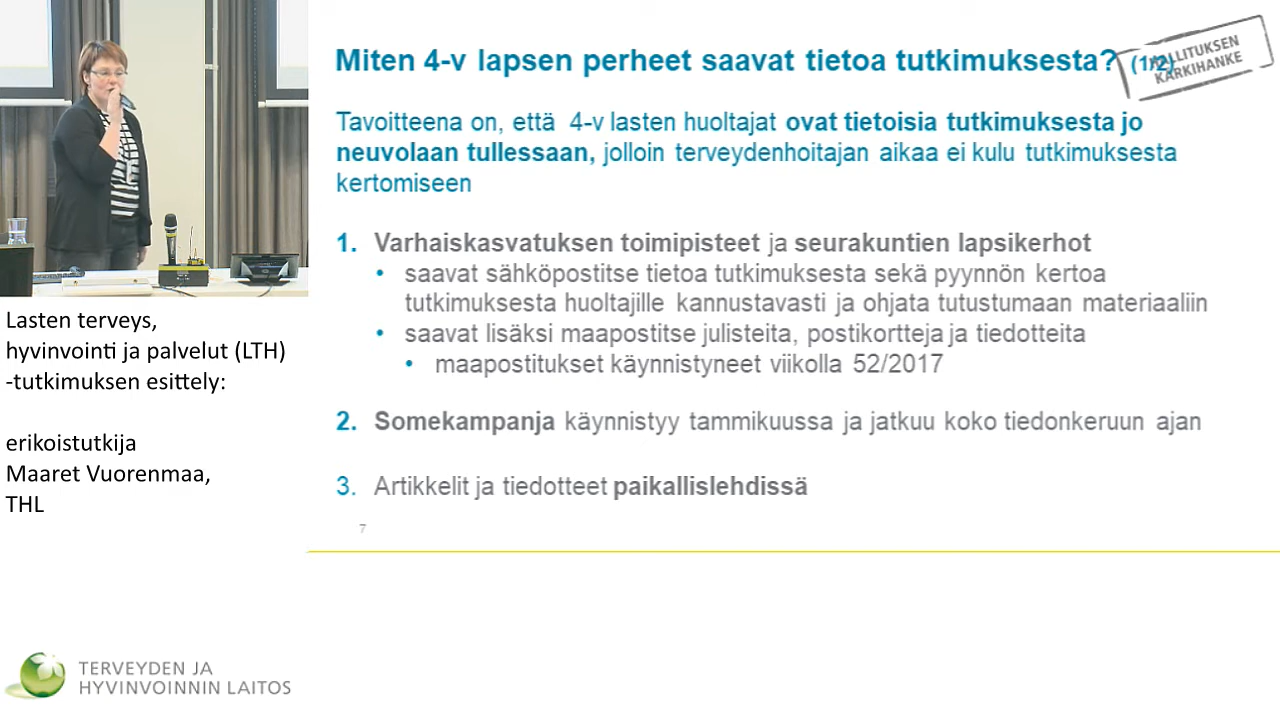 Miten 4-v lapsen perheet saavat tietoa tutkimuksesta? (1/2)
HALLITUKSEN
KÄRKIHANKE
Tavoitteena on, että 4-v lasten huoltajat ovat tietoisia tutkimuksesta jo
neuvolaan tullessaan, jolloin terveydenhoitajan aikaa ei kulu tutkimuksesta
kertomiseen
1. Varhaiskasvatuksen toimipisteet ja seurakuntien lapsikerhot
• saavat sähköpostitse tietoa tutkimuksesta sekä pyynnön kertoa
tutkimuksesta huoltajille kannustavasti ja ohjata tutustumaan materiaaliin
• saavat lisäksi maapostitse julisteita, postikortteja ja tiedotteita
• maapostitukset käynnistyneet viikolla 52/2017
2. Somekampanja käynnistyy tammikuussa ja jatkuu koko tiedonkeruun ajan
3. Artikkelit ja tiedotteet paikallislehdissä
7
Lasten terveys,
hyvinvointi ja palvelut (LTH)
-tutkimuksen esittely:
erikoistutkija
Maaret Vuorenmaa,
THL
TERVEYDEN JA
HYVINVOINNIN LAITOS